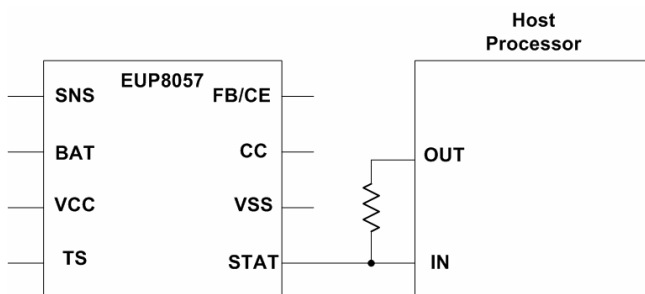 Host
Processor
EUP8057
SNS
FB/CE
BAT
CC
OUT
VCC
VSS
TS
STAT
IN